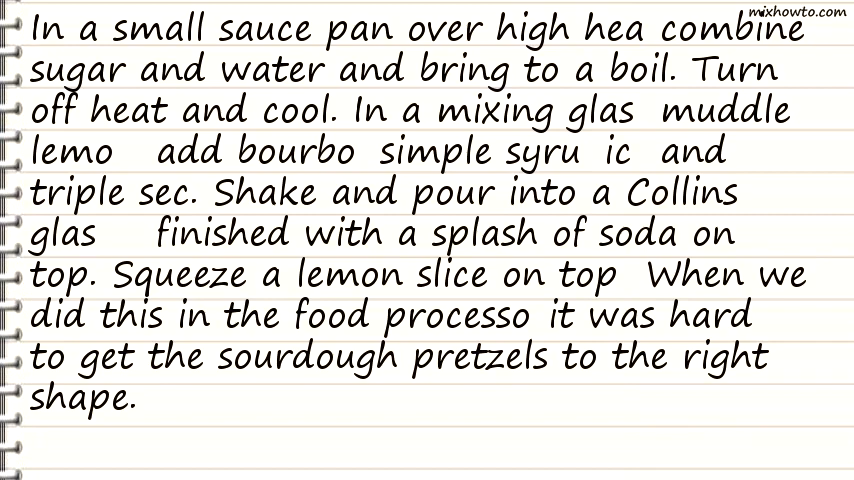 mixhowto.com
In a small sauce pan over high hea combine
sugar and water and bring to a boil. Turn
off heat and cool. In a mixing glas muddle
lemo add bourbo simple syru ic and
triple sec. Shake and pour into a Collins
glas finished with a splash of soda on
top. Squeeze a lemon slice on top When we
did this in the food processo it was hard
to get the sourdough pretzels to the right
shape.